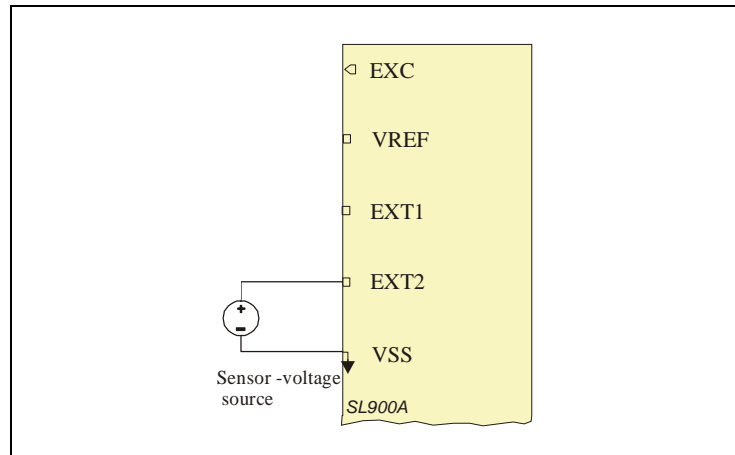 EXC
VREF
EXT1
EXT2
+
-
VSS
Sensor -voltage
source
SL900A